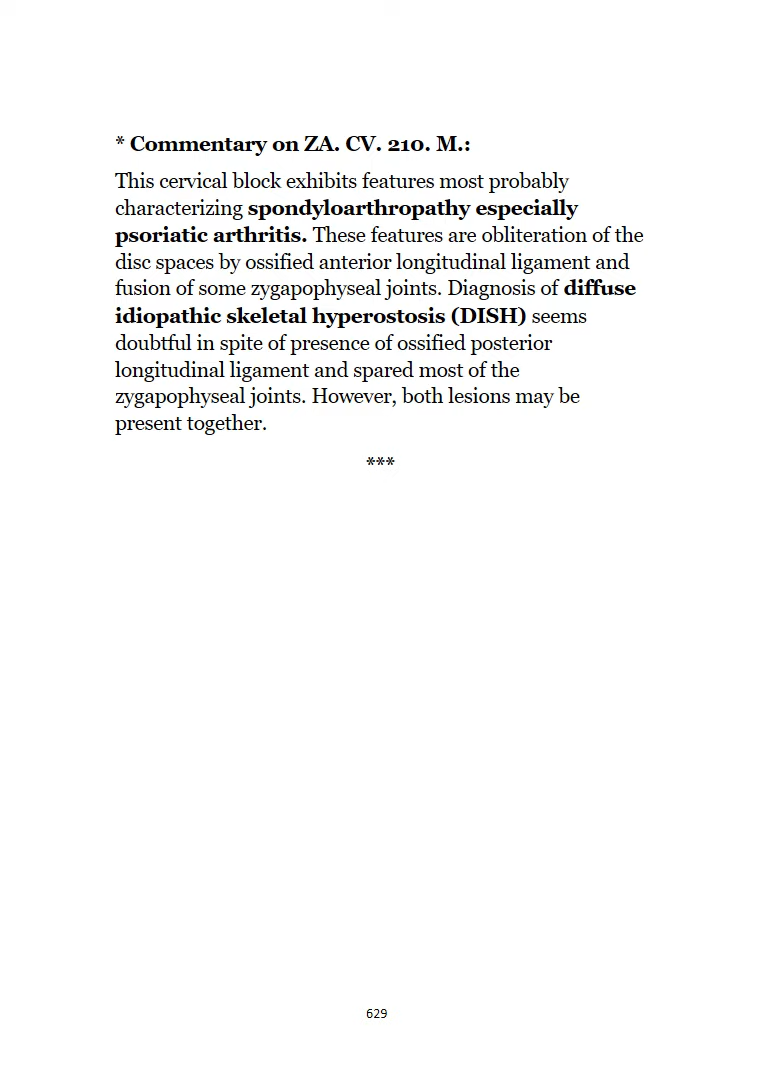 * Commentary on ZA. CV. 210. M.:
This cervical block exhibits features most probably
characterizing spondyloarthropathy especially
psoriatic arthritis. These features are obliteration of the
disc spaces by ossified anterior longitudinal ligament and
fusion of some zygapophyseal joints. Diagnosis of diffuse
idiopathic skeletal hyperostosis (DISH) seems
doubtful in spite of presence of ossified posterior
longitudinal ligament and spared most of the
zygapophyseal joints. However, both lesions may be
present together.
***
629